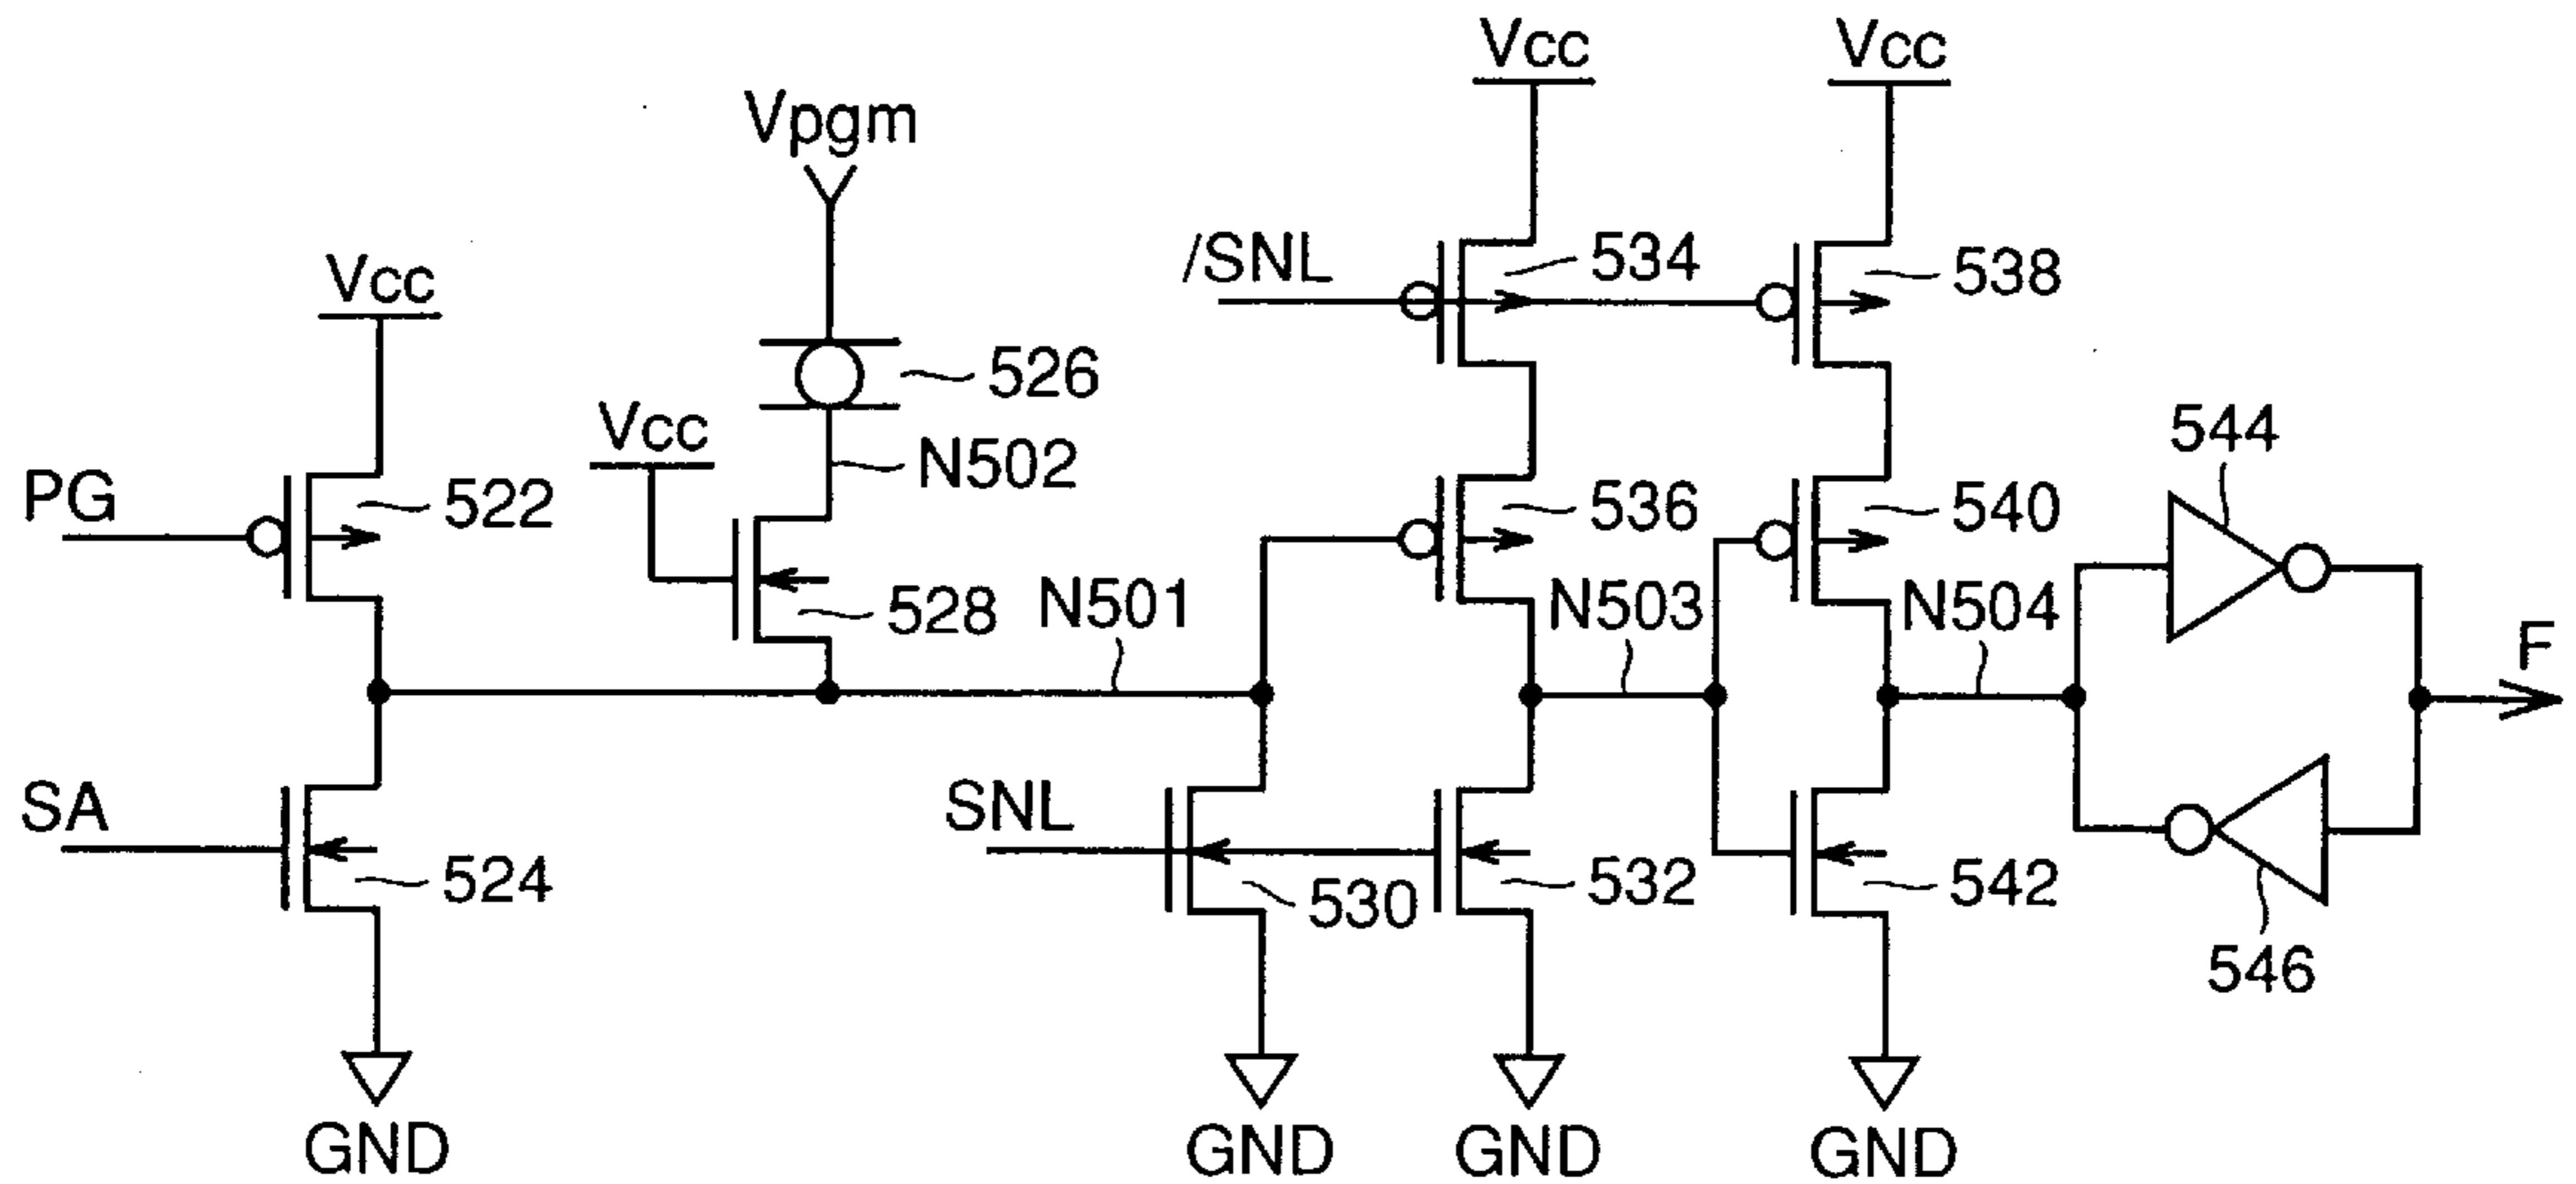 Vcc
Vcc
Vpgm
/SNL
534
538
Vcc
526
Vcc
N502
544
PG
522
536
540
528
N501
N503
N504
F
SA
SNL
524
530
532
542
546
GND
GND
GND
GND